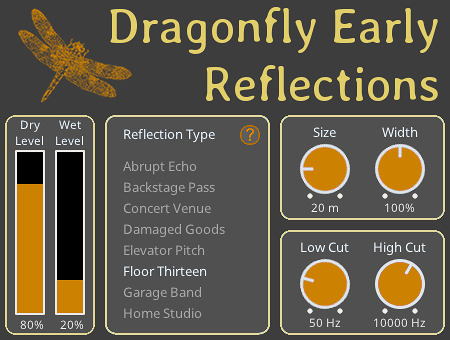 Dragonfly Early
Reflections
Dry
Level
Wet
Level
80%
20%
Reflection Type
?
Abrupt Echo
Backstage Pass
Concert Venue
Damaged Goods
Elevator Pitch
Floor Thirteen
Garage Band
Home Studio
Size
Width
20 m
100%
Low Cut
High Cut
50 Hz
10000 Hz